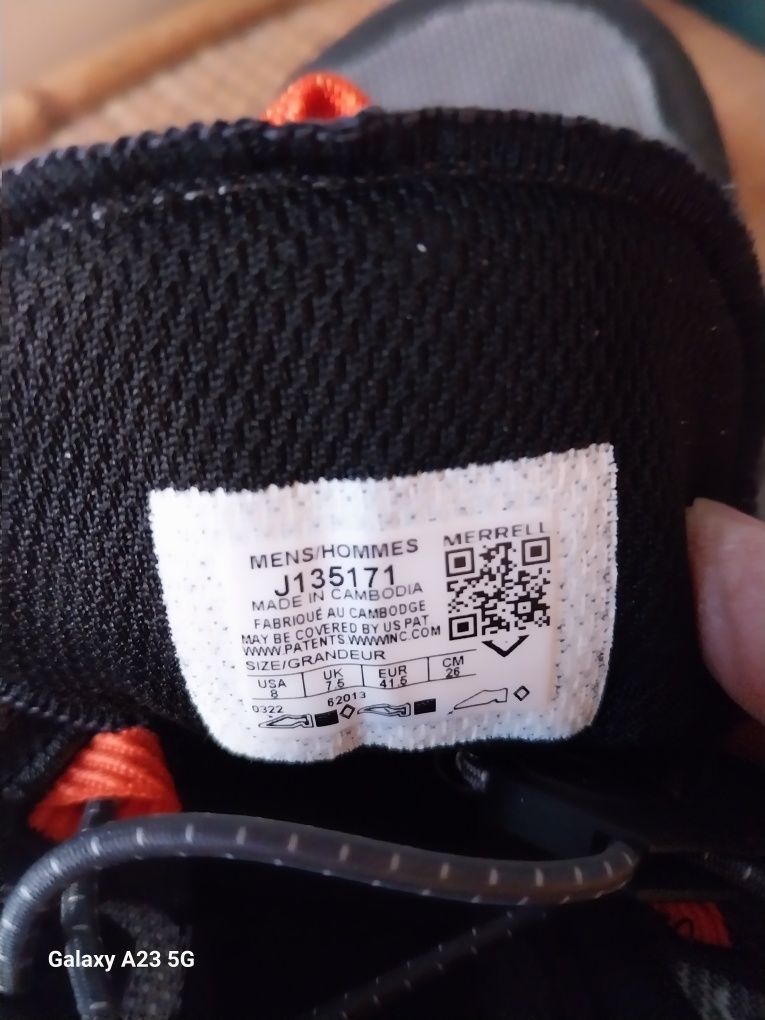 MERRELL
MENS/HOMMES
J135171
MADE IN CAMBODIA
FABRIQUÉ AU CAMBODGE
MAY BE COVERED BY US PAT
WWW.PATENTS.WWWINC.COM
SIZE/GRANDEUR
USA UK EUR CM
8 7.5 41.5 26
0322 62013
Galaxy A23 5G